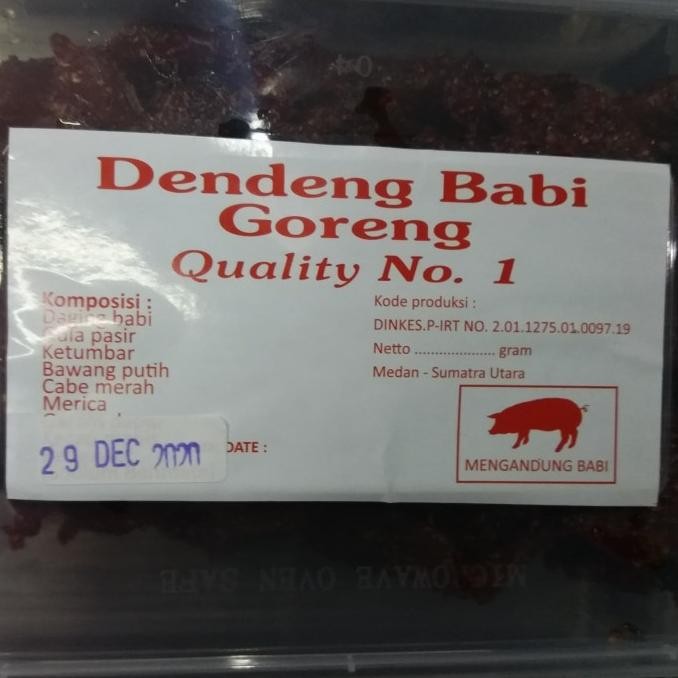 Dendeng Babi
Goreng
Quality No. 1
Komposisi :
Daging babi
Gula pasir
Ketumbar
Bawang putih
Cabe merah
Merica
29 DEC 2020
DATE :
Kode produksi :
DINKES.P-IRT NO. 2.01.1275.01.0097.19
Netto .................... gram
Medan - Sumatra Utara
MENGANDUNG BABI
MICROWAVE OVEN SAFE